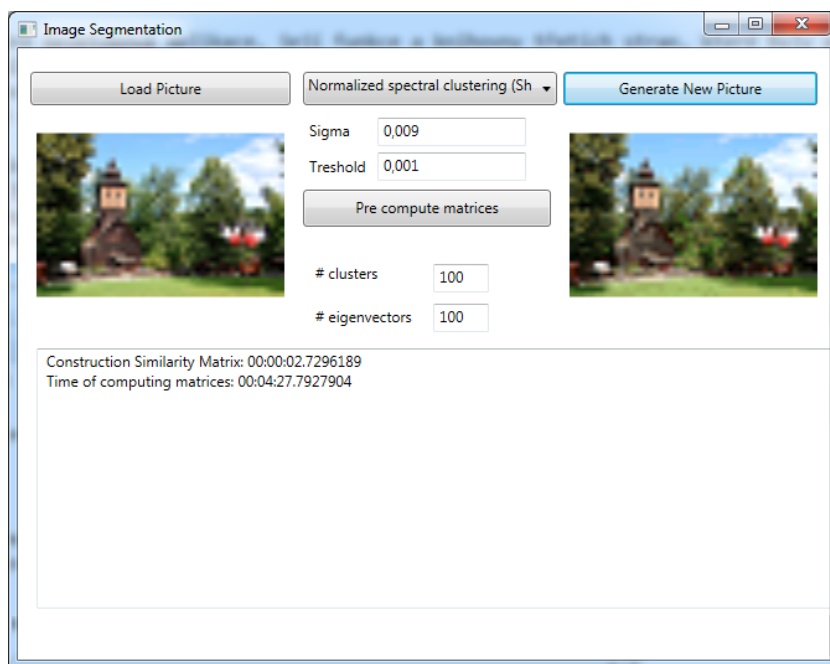 Image Segmentation
Load Picture
Normalized spectral clustering (Sh
Generate New Picture
Sigma 0,009
Treshold 0,001
Pre compute matrices
# clusters 100
# eigenvectors 100
Construction Similarity Matrix: 00:00:02.7296189
Time of computing matrices: 00:04:27.7927904